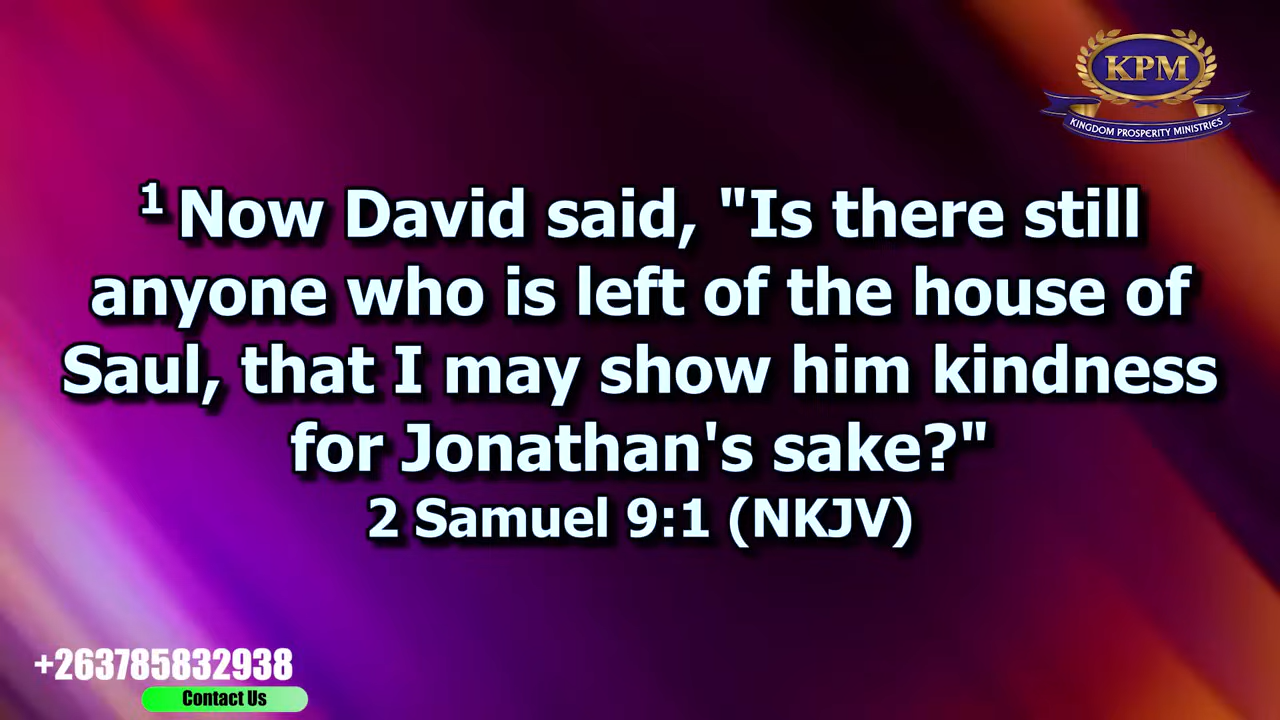 KPM
KINGDOM PROSPERITY MINISTRIES
1 Now David said, "Is there still
anyone who is left of the house of
Saul, that I may show him kindness
for Jonathan's sake?"
2 Samuel 9:1 (NKJV)
+263785832938
Contact Us